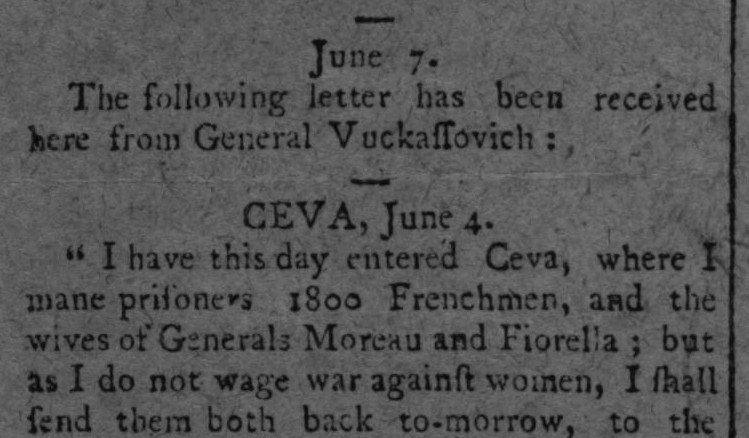 June 7.
The following letter has been received
here from General Vuckaſſovich :
CEVA, June 4.
“ I have this day entered Ceva, where I
mane priſoners 1800 Frenchmen, and the
wives of Generals Moreau and Fiorella ; but
as I do not wage war againſt women, I ſhall
ſend them both back to-morrow, to the